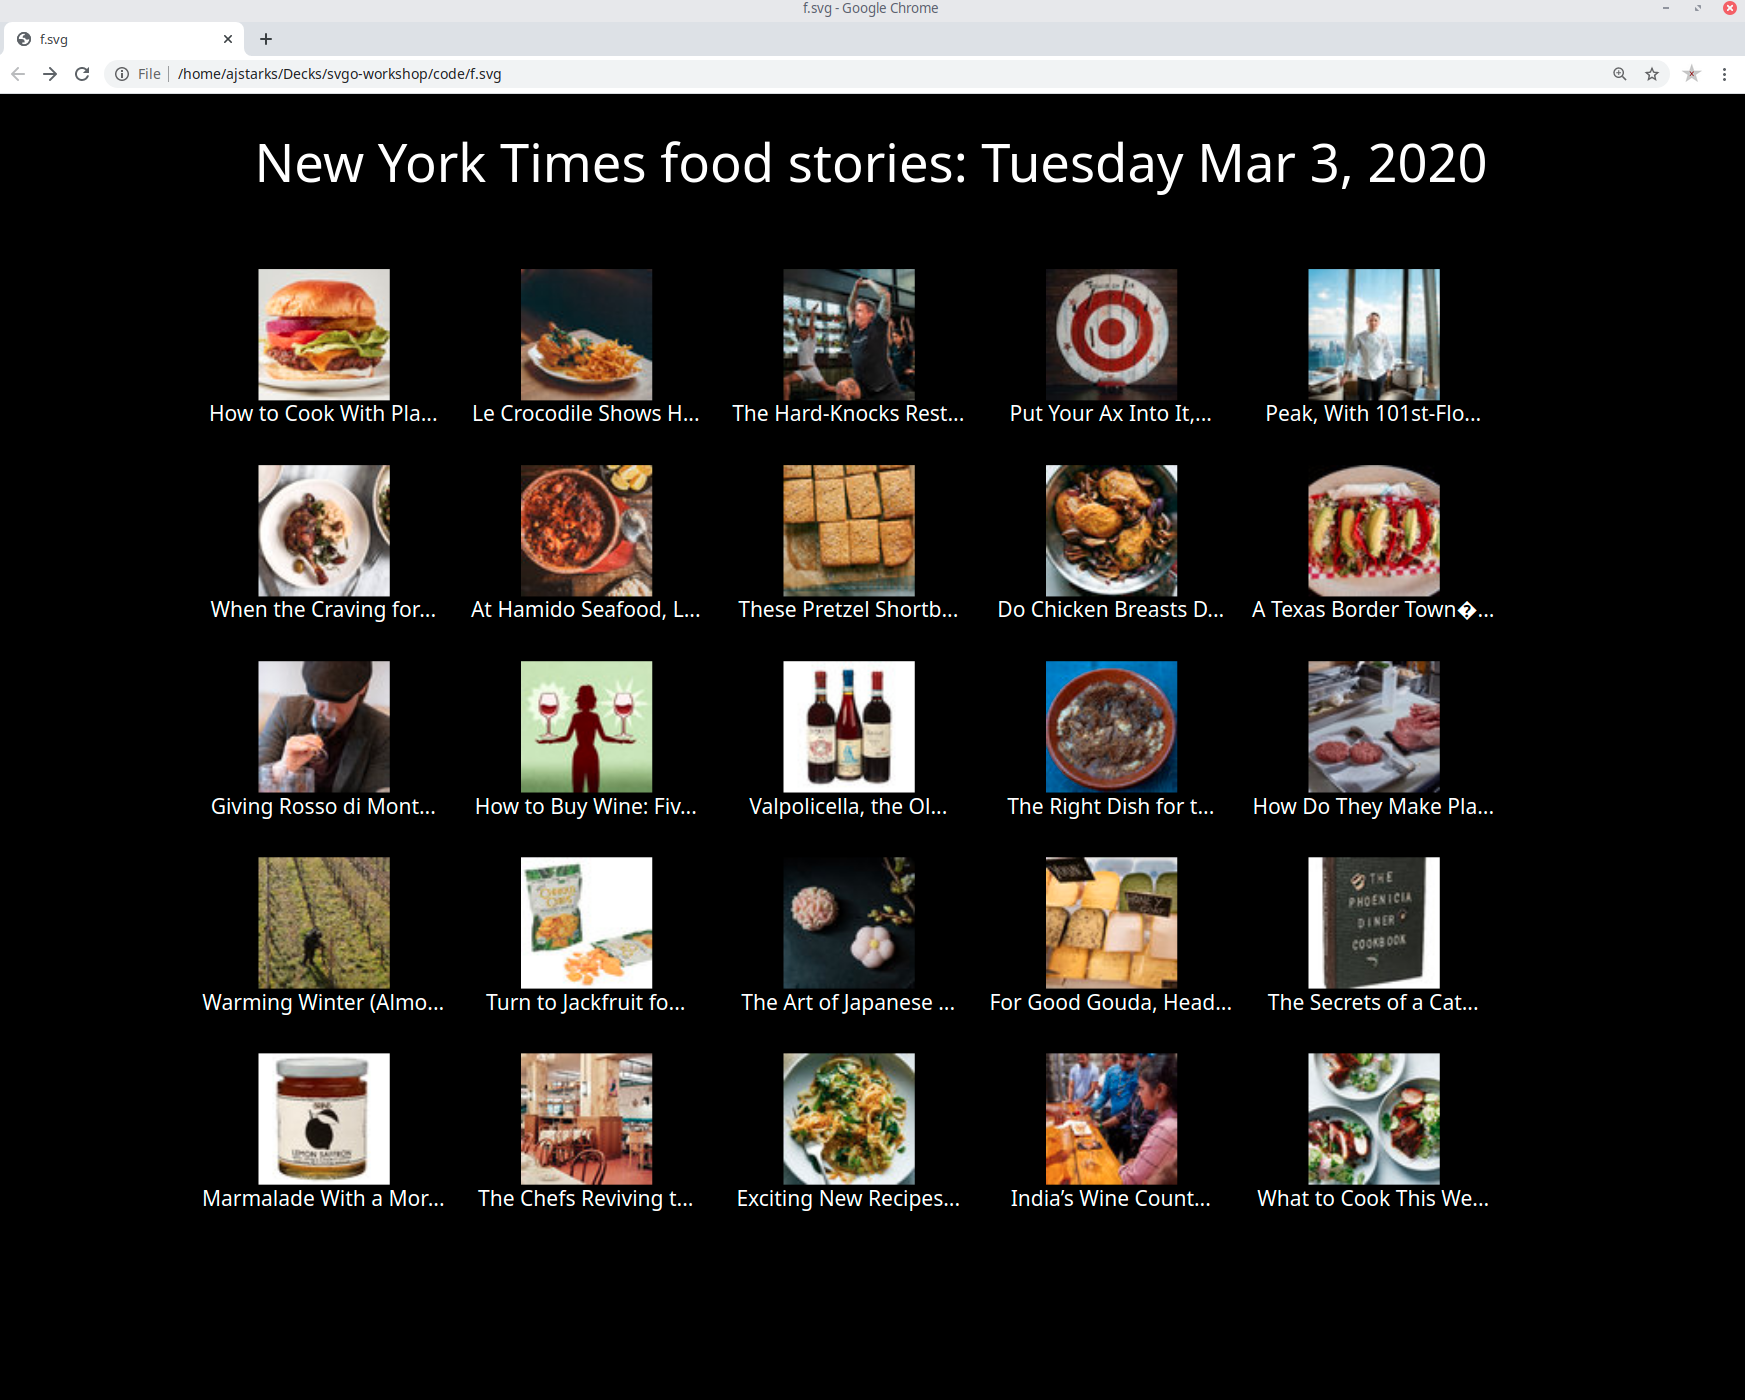 f.svg - Google Chrome
f.svg
File
/home/ajstarks/Decks/svgo-workshop/code/f.svg
New York Times food stories: Tuesday Mar 3, 2020
How to Cook With Pla...
Le Crocodile Shows H...
The Hard-Knocks Rest...
Put Your Ax Into It,...
Peak, With 101st-Flo...
When the Craving for...
At Hamido Seafood, L...
These Pretzel Shortb...
Do Chicken Breasts D...
A Texas Border Town�...
Giving Rosso di Mont...
How to Buy Wine: Fiv...
Valpolicella, the Ol...
The Right Dish for t...
How Do They Make Pla...
THE
PHOENICIA
DINER
COOKBOOK
Warming Winter (Almo...
Turn to Jackfruit fo...
The Art of Japanese ...
For Good Gouda, Head...
The Secrets of a Cat...
LEMON SAFFRON
Marmalade With a Mor...
The Chefs Reviving t...
Exciting New Recipes...
India’s Wine Count...
What to Cook This We...